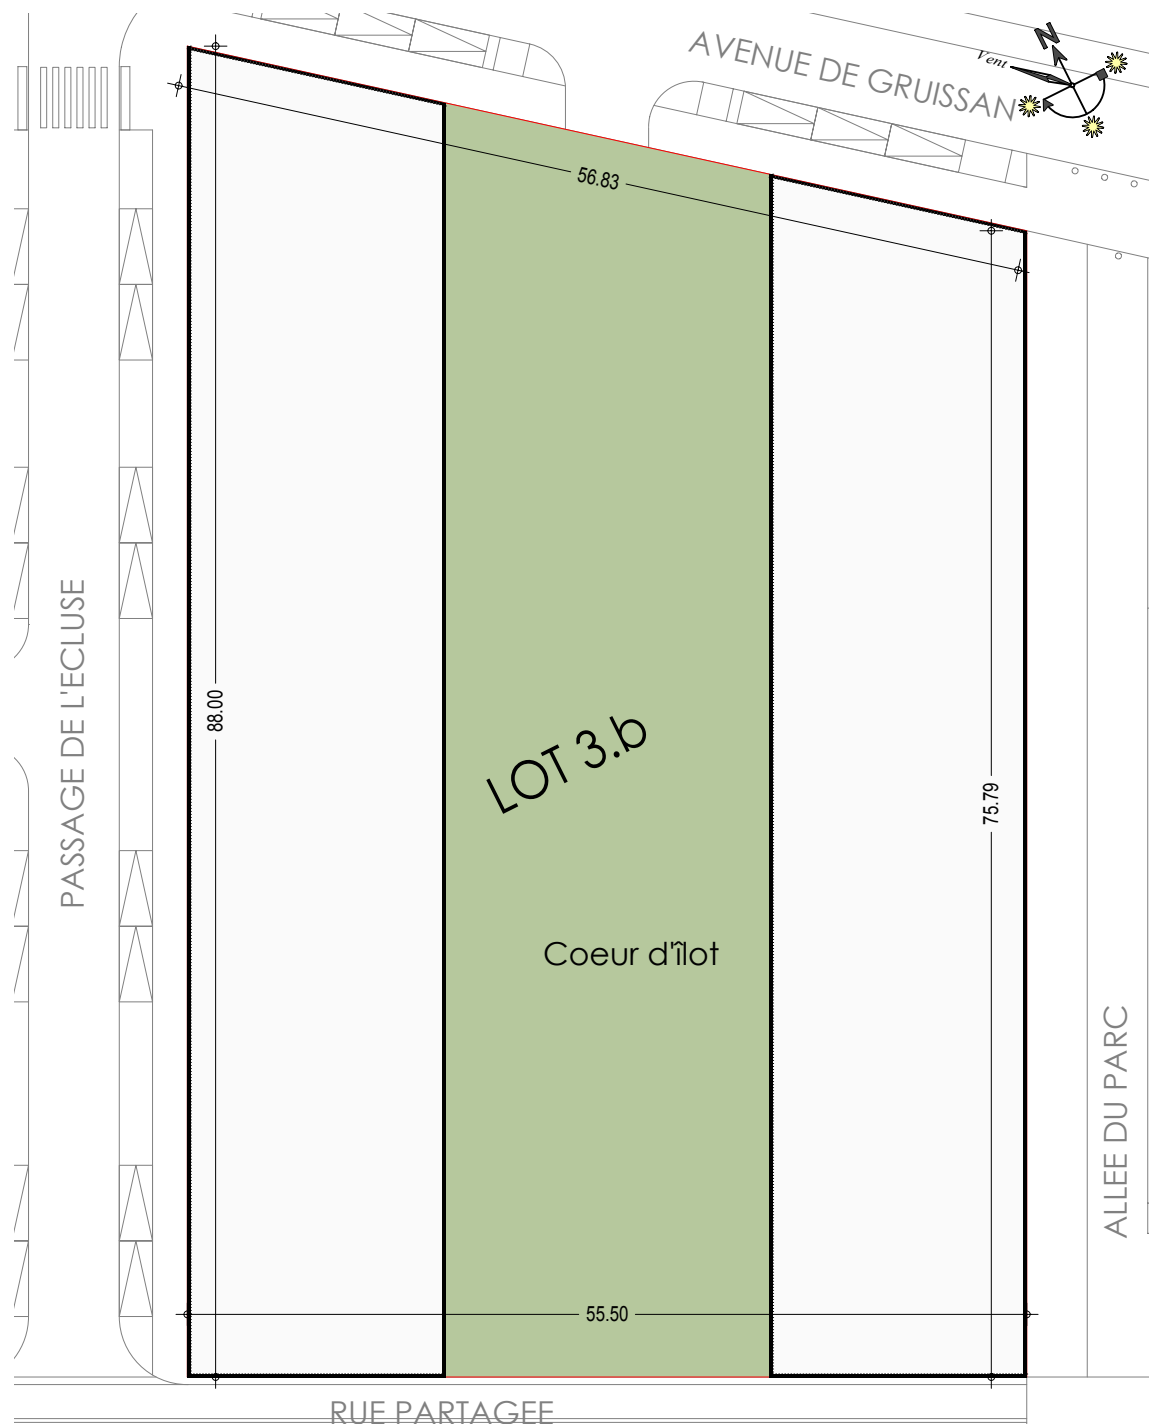 AVENUE DE GRUISSAN
N
Vent
56.83
PASSAGE DE L'ECLUSE
88.00
LOT 3.b
75.79
Coeur d'îlot
ALLEE DU PARC
55.50
RUE PARTAGEE